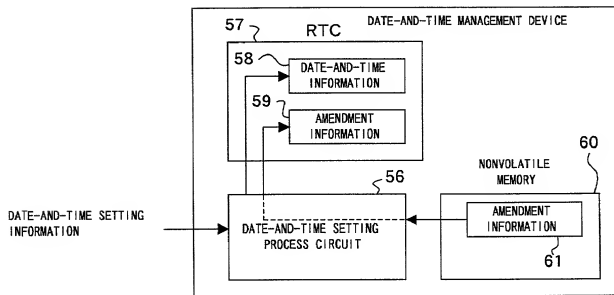 DATE-AND-TIME MANAGEMENT DEVICE
57
RTC
58
DATE-AND-TIME
INFORMATION
59
AMENDMENT
INFORMATION
56
60
NONVOLATILE
MEMORY
DATE-AND-TIME SETTING
INFORMATION
DATE-AND-TIME SETTING
PROCESS CIRCUIT
AMENDMENT
INFORMATION
61